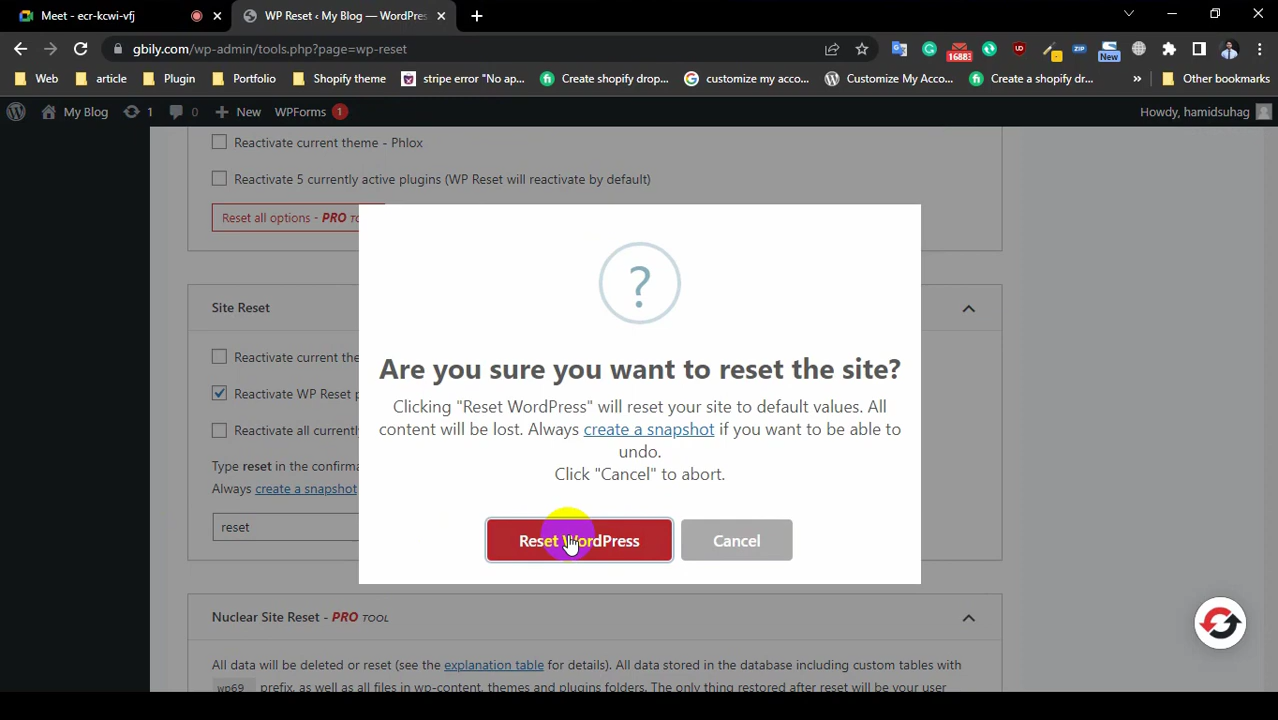 Meet - ecr-kcwi-vfj
WP Reset ‹ My Blog — WordPres
gbily.com/wp-admin/tools.php?page=wp-reset
16883
UD
ZIP
New
Web
article
Plugin
Portfolio
Shopify theme
stripe error "No ap...
Create shopify drop...
customize my acco...
Customize My Acco...
Create a shopify dr...
»
Other bookmarks
My Blog
1
0
New
WPForms 1
Howdy, hamidsuhag
Reactivate current theme - Phlox
Reactivate 5 currently active plugins (WP Reset will reactivate by default)
Reset all options - PRO TO
Site Reset
Reactivate current the
Reactivate WP Reset p
Reactivate all currently
Type reset in the confirma
Always create a snapshot
reset
?
Are you sure you want to reset the site?
Clicking "Reset WordPress" will reset your site to default values. All
content will be lost. Always create a snapshot if you want to be able to
undo.
Click "Cancel" to abort.
Reset WordPress
Cancel
Nuclear Site Reset - PRO TOOL
All data will be deleted or reset (see the explanation table for details). All data stored in the database including custom tables with
wp69_ prefix, as well as all files in wp-content, themes and plugins folders. The only thing restored after reset will be your user